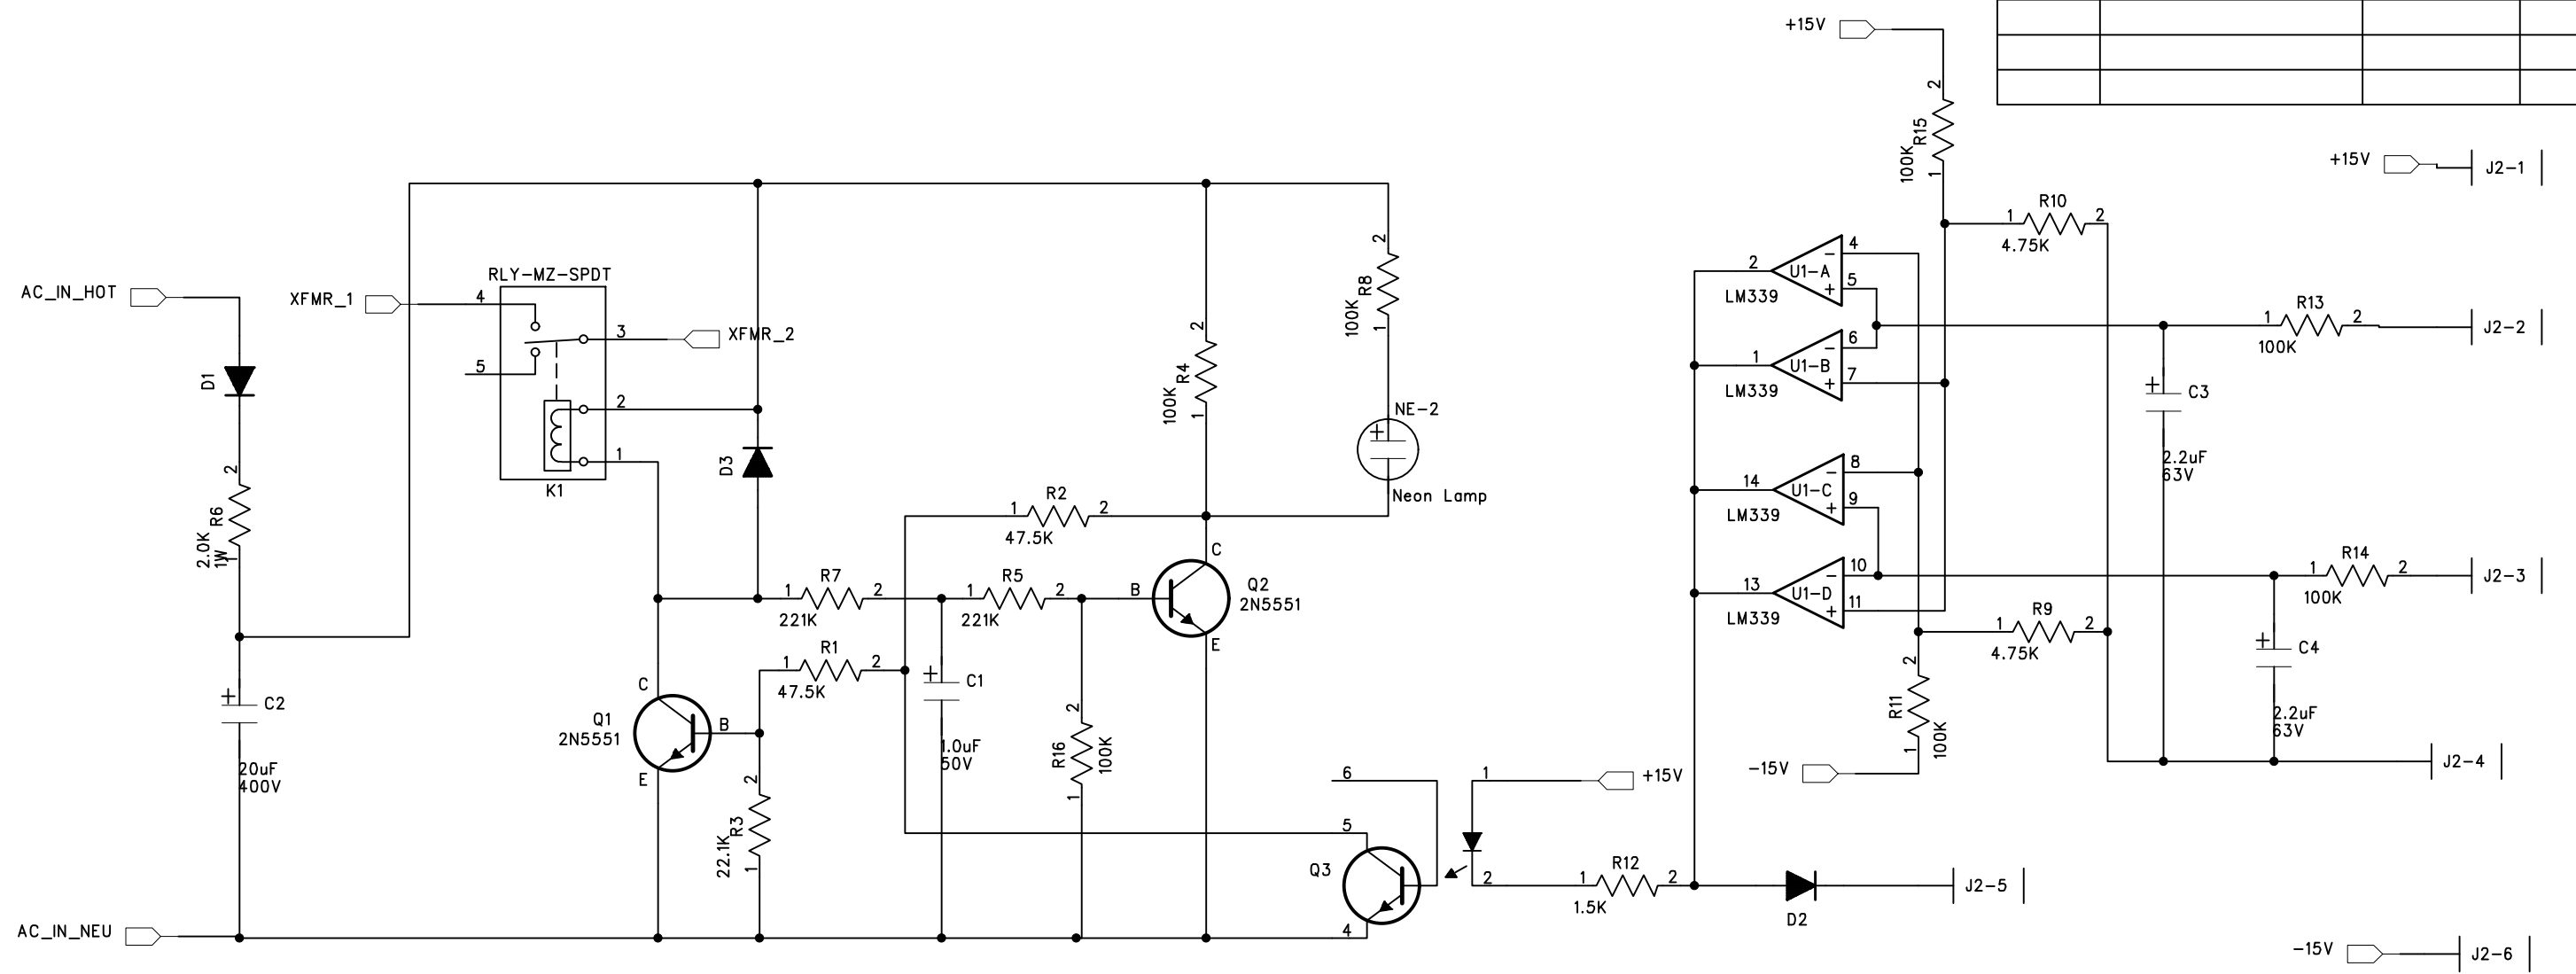 +15V
2
R15
100K
1
+15V
J2-1
R10
1
2
4.75K
AC_IN_HOT
D1
2
R6
2.0K
1W
1
C2
+
20uF
400V
AC_IN_NEU
RLY-MZ-SPDT
XFMR_1
4
3
XFMR_2
5
2
1
K1
D3
2
R4
100K
1
2
R8
100K
1
NE-2
+
Neon Lamp
R2
1
2
47.5K
R7
1
2
221K
R5
1
2
221K
B
C
E
Q2
2N5551
R1
1
2
47.5K
C
Q1
2N5551
B
E
2
R3
22.1K
1
+
C1
1.0uF
50V
2
R16
100K
1
6
5
Q3
4
1
+15V
2
R12
1
2
1.5K
D2
J2-5
4
2
U1-A
-
+
5
LM339
6
1
U1-B
-
+
7
LM339
8
14
U1-C
-
+
9
LM339
10
13
U1-D
-
+
11
LM339
R9
1
2
4.75K
2
R11
100K
1
-15V
R13
1
2
100K
J2-2
+
C3
2.2uF
63V
R14
1
2
100K
J2-3
+
C4
2.2uF
63V
J2-4
-15V
J2-6